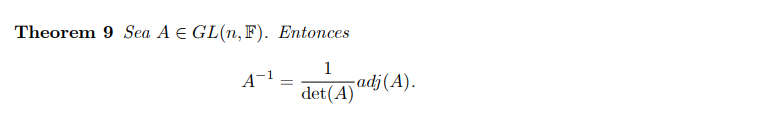 Theorem 9 Sea A ∈ GL(n, 𝔽). Entonces
A⁻¹ = 1/det(A) adj(A).